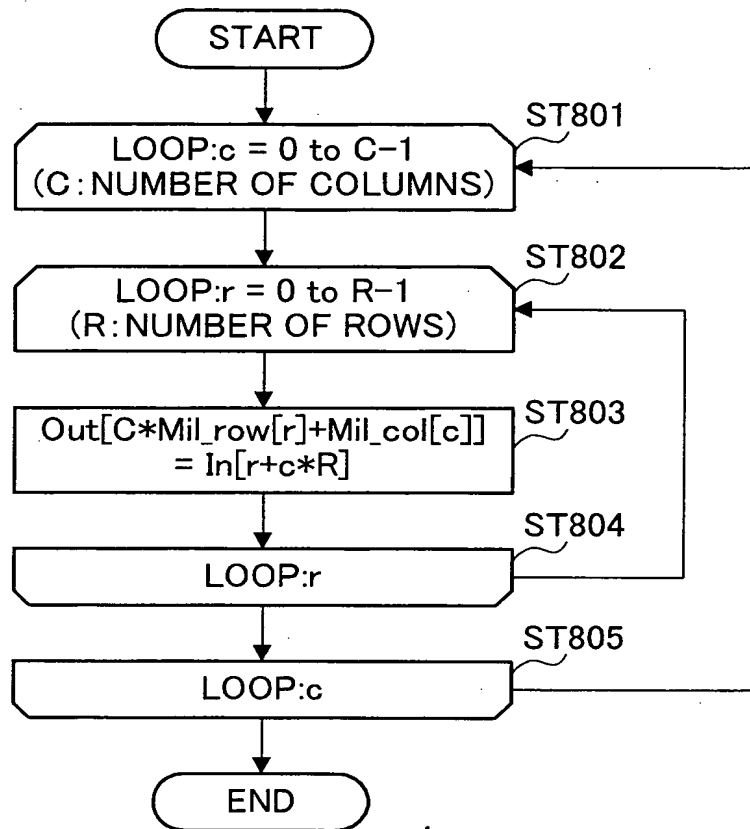 START
ST801
LOOP:c = 0 to C-1
(C:NUMBER OF COLUMNS)
ST802
LOOP:r = 0 to R-1
(R:NUMBER OF ROWS)
ST803
Out[C*Mil_row[r]+Mil_col[c]]
= In[r+c*R]
ST804
LOOP:r
ST805
LOOP:c
END